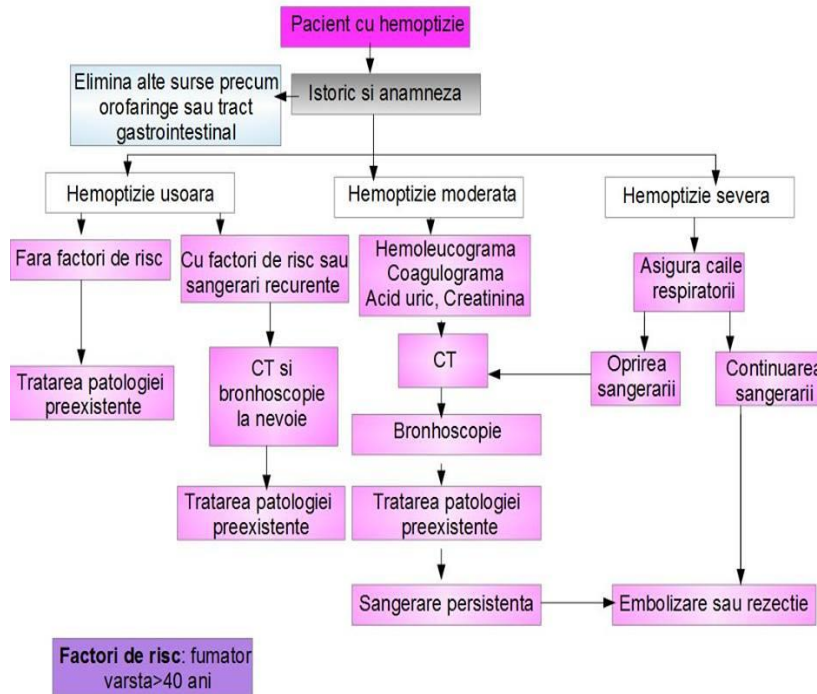 Pacient cu hemoptizie
Elimina alte surse precum
orofaringe sau tract
gastrointestinal
Istoric si anamneza
Hemoptizie usoara
Hemoptizie moderata
Hemoptizie severa
Fara factori de risc
Cu factori de risc sau
sangerari recurente
Hemoleucograma
Coagulograma
Acid uric, Creatinina
Asigura caile
respiratorii
Tratarea patologiei
preexistente
CT si
bronhoscopie
la nevoie
CT
Oprirea
sangerarii
Continuarea
sangerarii
Bronhoscopie
Tratarea patologiei
preexistente
Tratarea patologiei
preexistente
Sangerare persistenta
Embolizare sau rezectie
Factori de risc: fumator
varsta>40 ani